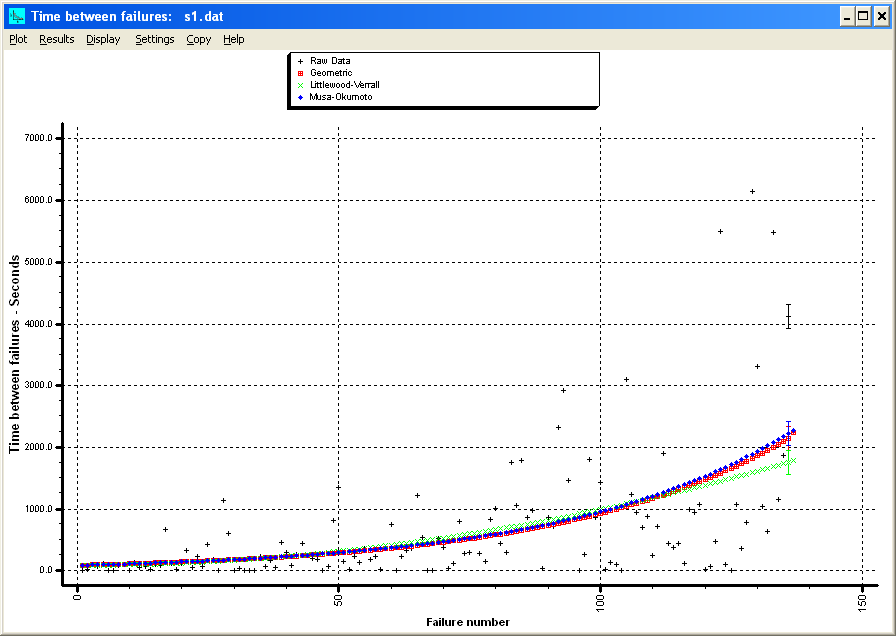 Time between failures: s1.dat
Plot Results Display Settings Copy Help
Raw Data
Geometric
Littlewood-Verrall
Musa-Okumoto
7000.0
6000.0
5000.0
4000.0
3000.0
2000.0
1000.0
0.0
Time between failures - Seconds
0
50
100
150
Failure number